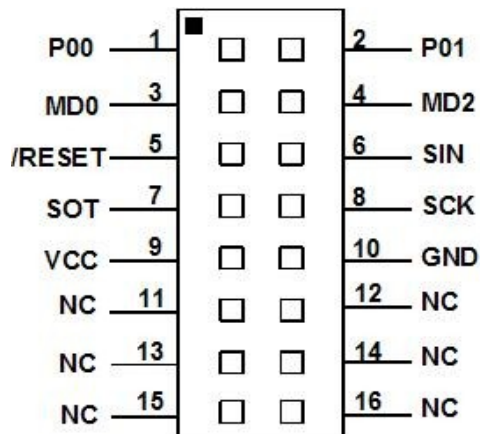 P00 1 2 P01
MD0 3 4 MD2
/RESET 5 6 SIN
SOT 7 8 SCK
VCC 9 10 GND
NC 11 12 NC
NC 13 14 NC
NC 15 16 NC